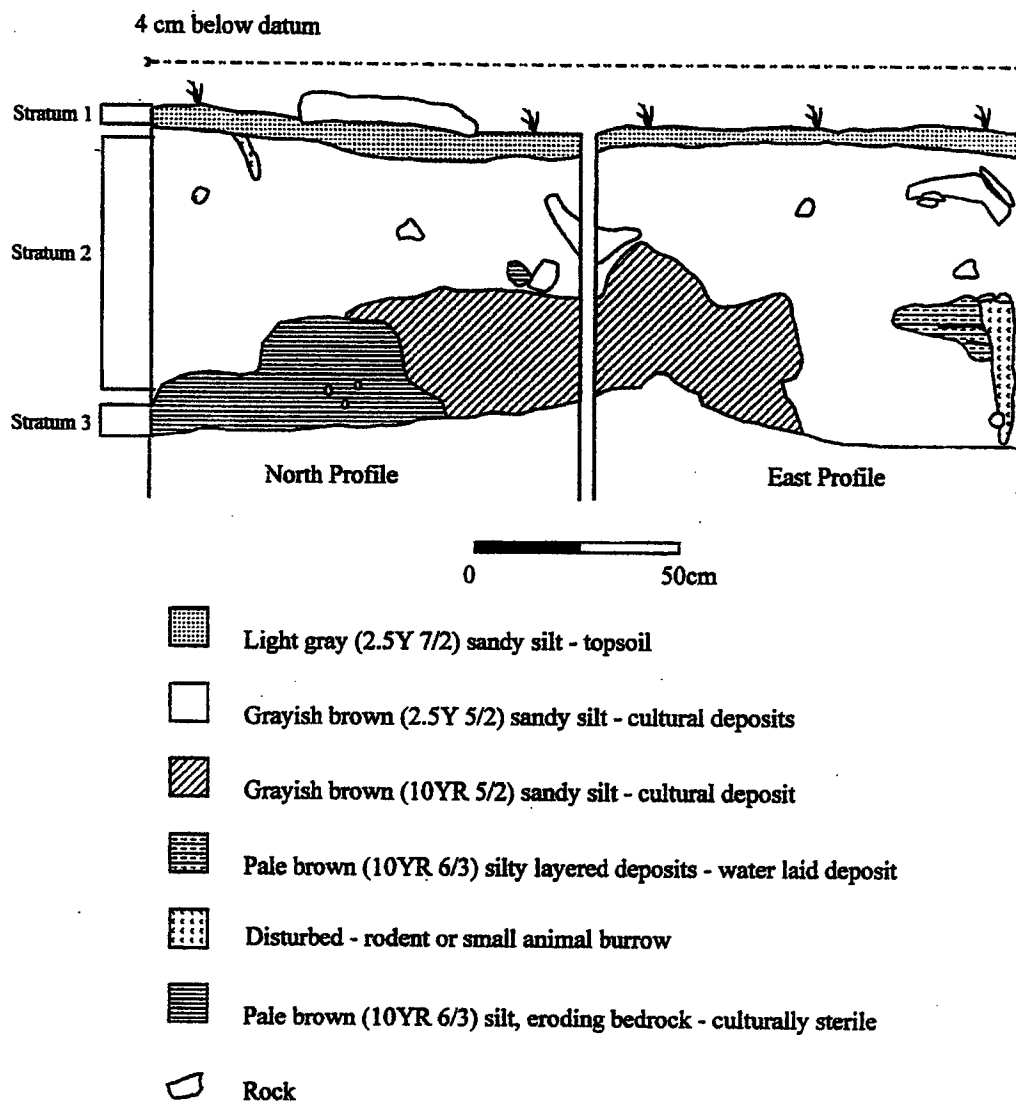 4 cm below datum
Stratum 1
Stratum 2
Stratum 3
North Profile
East Profile
0
50cm
Light gray (2.5Y 7/2) sandy silt - topsoil
Grayish brown (2.5Y 5/2) sandy silt - cultural deposits
Grayish brown (10YR 5/2) sandy silt - cultural deposit
Pale brown (10YR 6/3) silty layered deposits - water laid deposit
Disturbed - rodent or small animal burrow
Pale brown (10YR 6/3) silt, eroding bedrock - culturally sterile
Rock